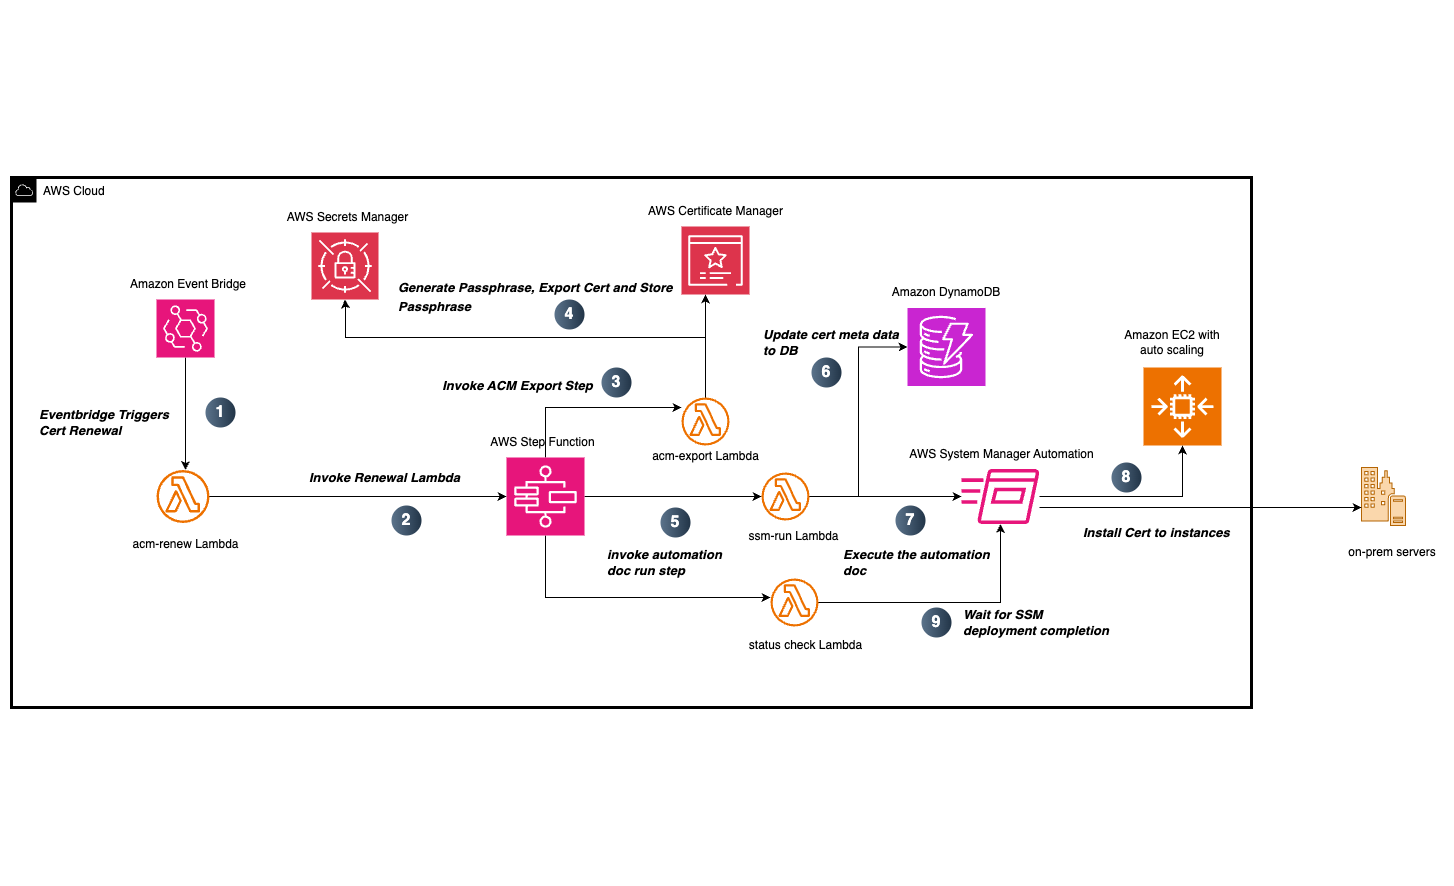 AWS Cloud
AWS Secrets Manager
AWS Certificate Manager
Amazon Event Bridge
Generate Passphrase, Export Cert and Store
Passphrase
4
Amazon DynamoDB
Update cert meta data
to DB
6
Amazon EC2 with
auto scaling
Invoke ACM Export Step
3
Eventbridge Triggers
Cert Renewal
1
AWS Step Function
acm-export Lambda
AWS System Manager Automation
Invoke Renewal Lambda
2
8
5
7
9
acm-renew Lambda
ssm-run Lambda
Install Cert to instances
on-prem servers
invoke automation
doc run step
Execute the automation
doc
Wait for SSM
deployment completion
status check Lambda